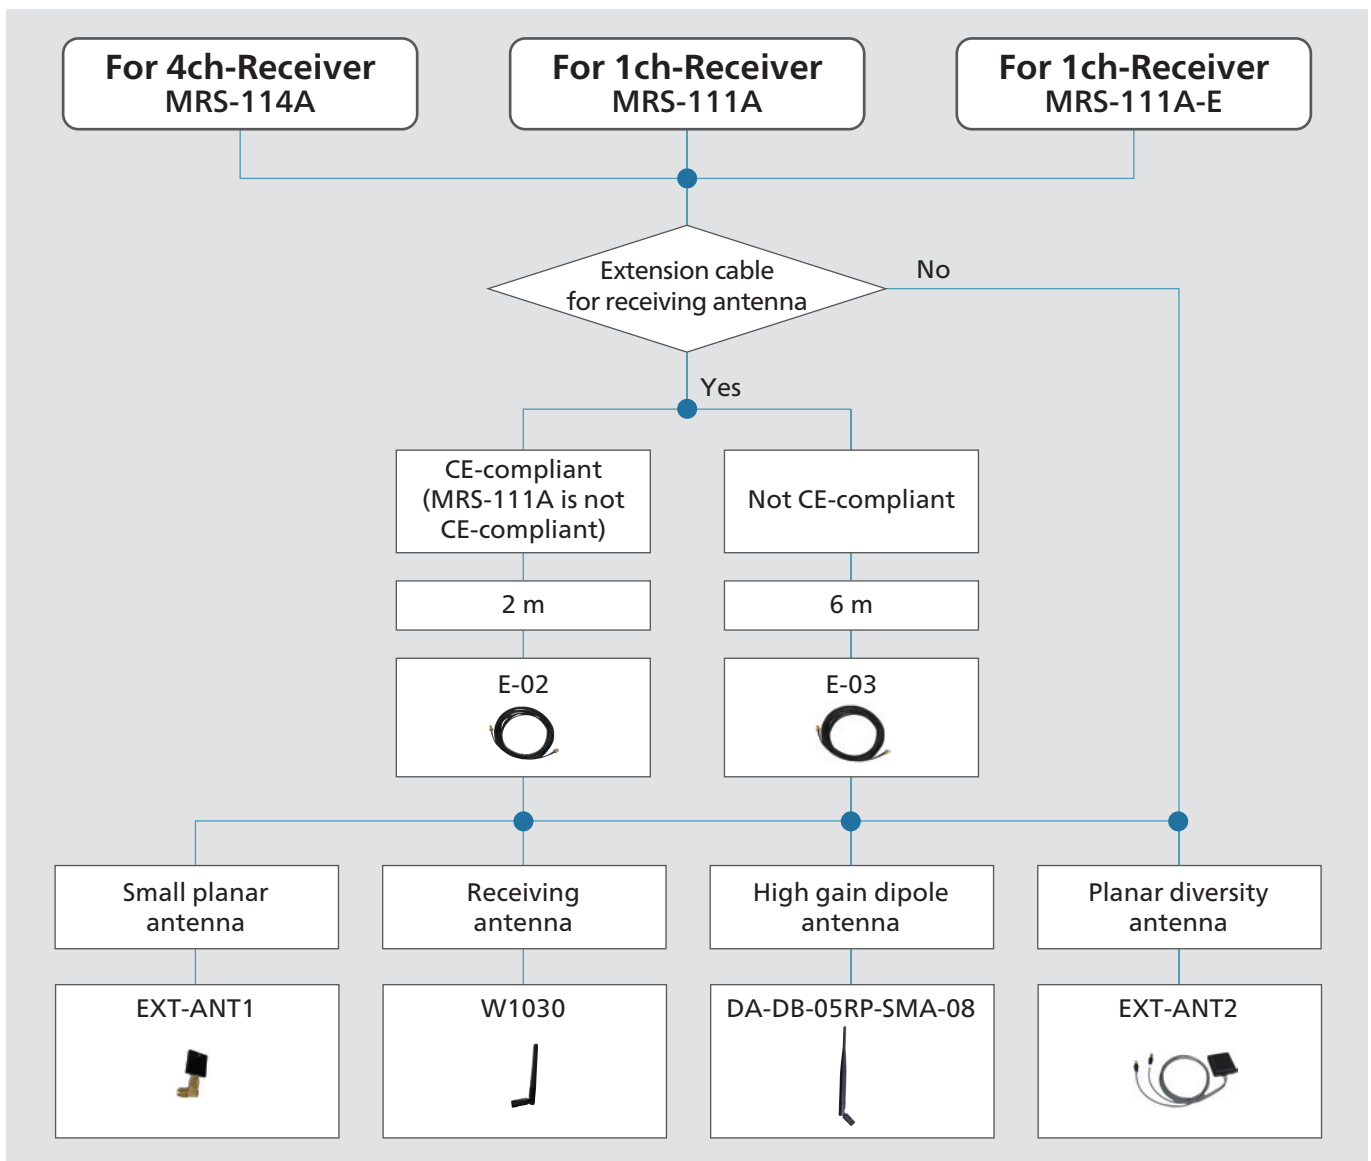 For 4ch-Receiver
MRS-114A
For 1ch-Receiver
MRS-111A
For 1ch-Receiver
MRS-111A-E
Extension cable
for receiving antenna
No
Yes
CE-compliant
(MRS-111A is not
CE-compliant)
Not CE-compliant
2 m
6 m
E-02
E-03
Small planar
antenna
Receiving
antenna
High gain dipole
antenna
Planar diversity
antenna
EXT-ANT1
W1030
DA-DB-05RP-SMA-08
EXT-ANT2